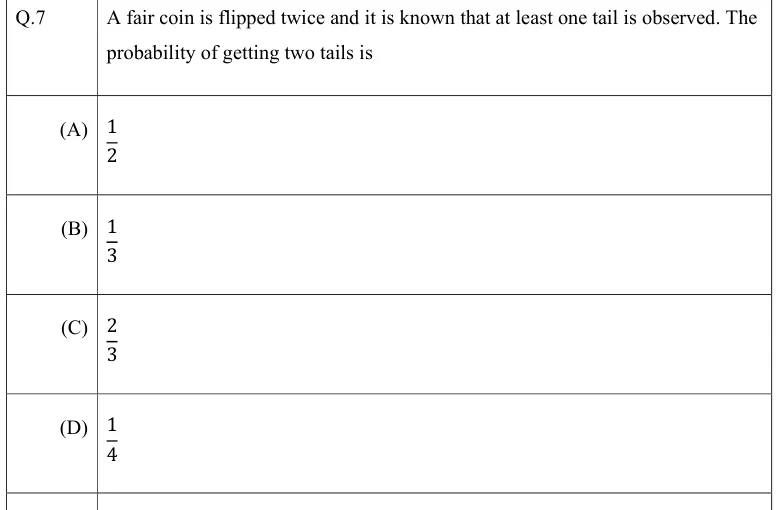 Q.7 A fair coin is flipped twice and it is known that at least one tail is observed. The
probability of getting two tails is
(A) 1/2
(B) 1/3
(C) 2/3
(D) 1/4